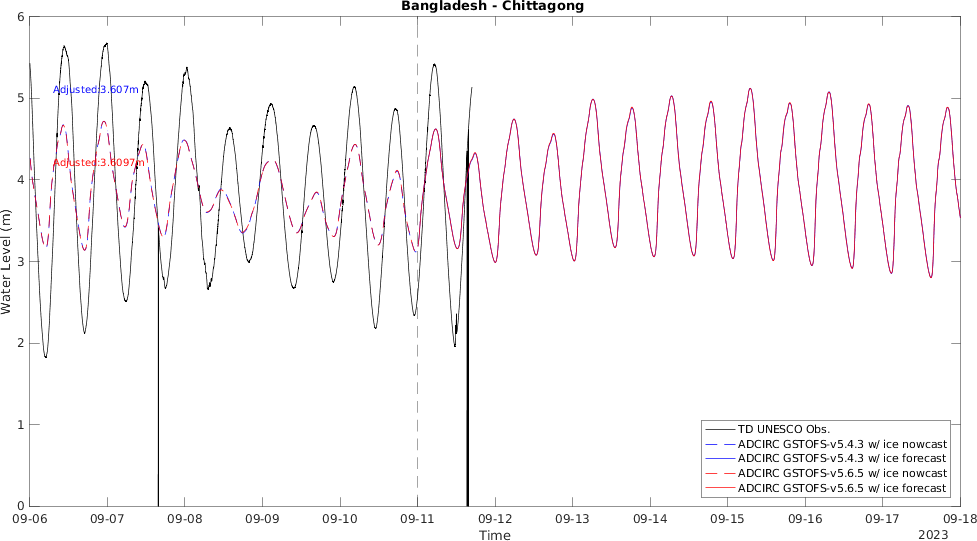 Bangladesh - Chittagong
6
5
4
3
2
1
0
Water Level (m)
Adjusted:3.607m
Adjusted:3.6097m
TD UNESCO Obs.
ADCIRC GSTOFS-v5.4.3 w/ ice nowcast
ADCIRC GSTOFS-v5.4.3 w/ ice forecast
ADCIRC GSTOFS-v5.6.5 w/ ice nowcast
ADCIRC GSTOFS-v5.6.5 w/ ice forecast
09-06 09-07 09-08 09-09 09-10 09-11 09-12 09-13 09-14 09-15 09-16 09-17 09-18
Time
2023